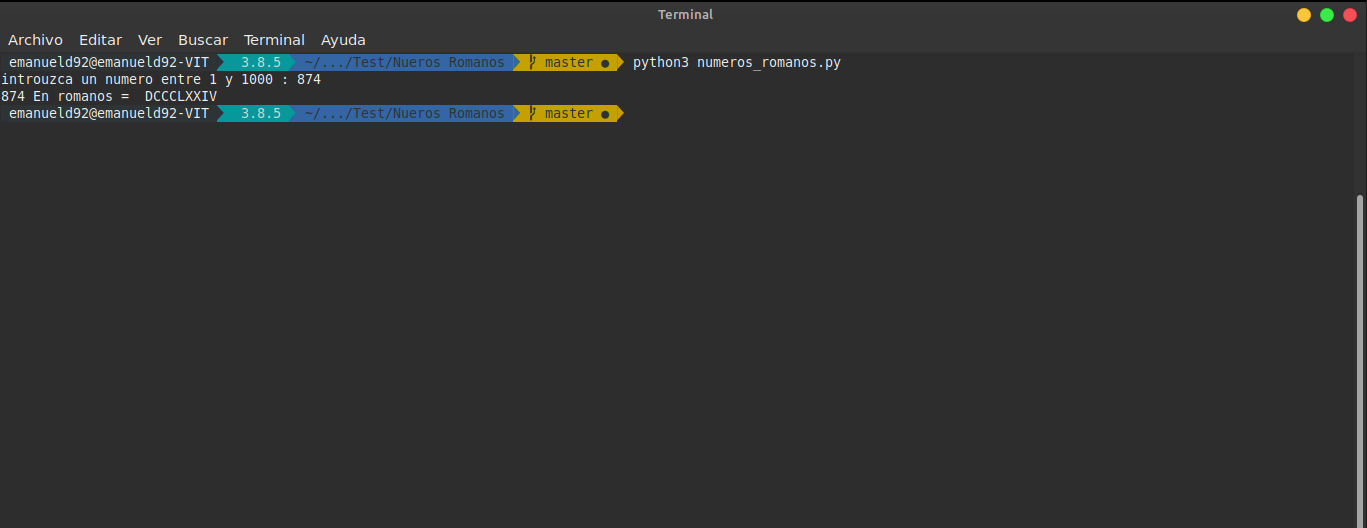 Terminal
Archivo Editar Ver Buscar Terminal Ayuda
emanueld92@emanueld92-VIT 3.8.5 ~/.../Test/Nueros Romanos master ● python3 numeros_romanos.py
introuzca un numero entre 1 y 1000 : 874
874 En romanos =  DCCCLXXIV
emanueld92@emanueld92-VIT 3.8.5 ~/.../Test/Nueros Romanos master ●